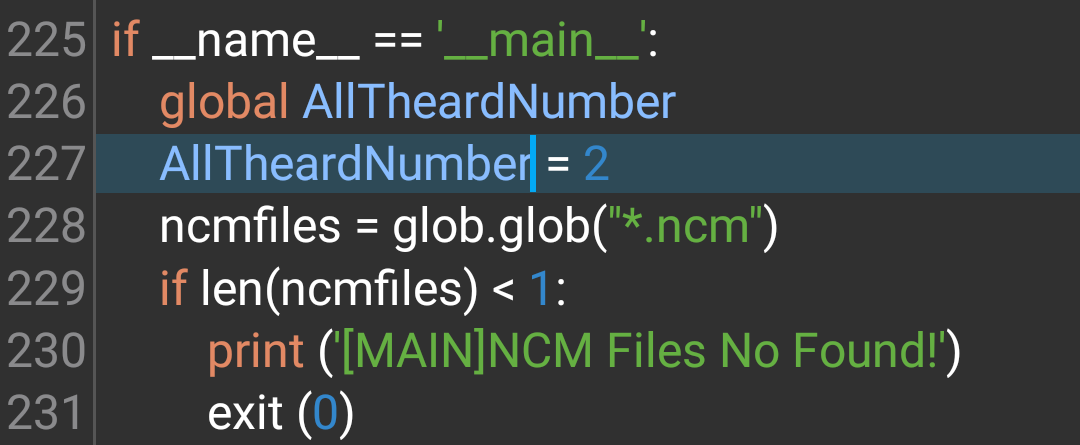 225 if __name__ == '__main__':
226 global AllTheardNumber
227 AllTheardNumber = 2
228 ncmfiles = glob.glob("*.ncm")
229 if len(ncmfiles) < 1:
230 print ('[MAIN]NCM Files No Found!')
231 exit (0)